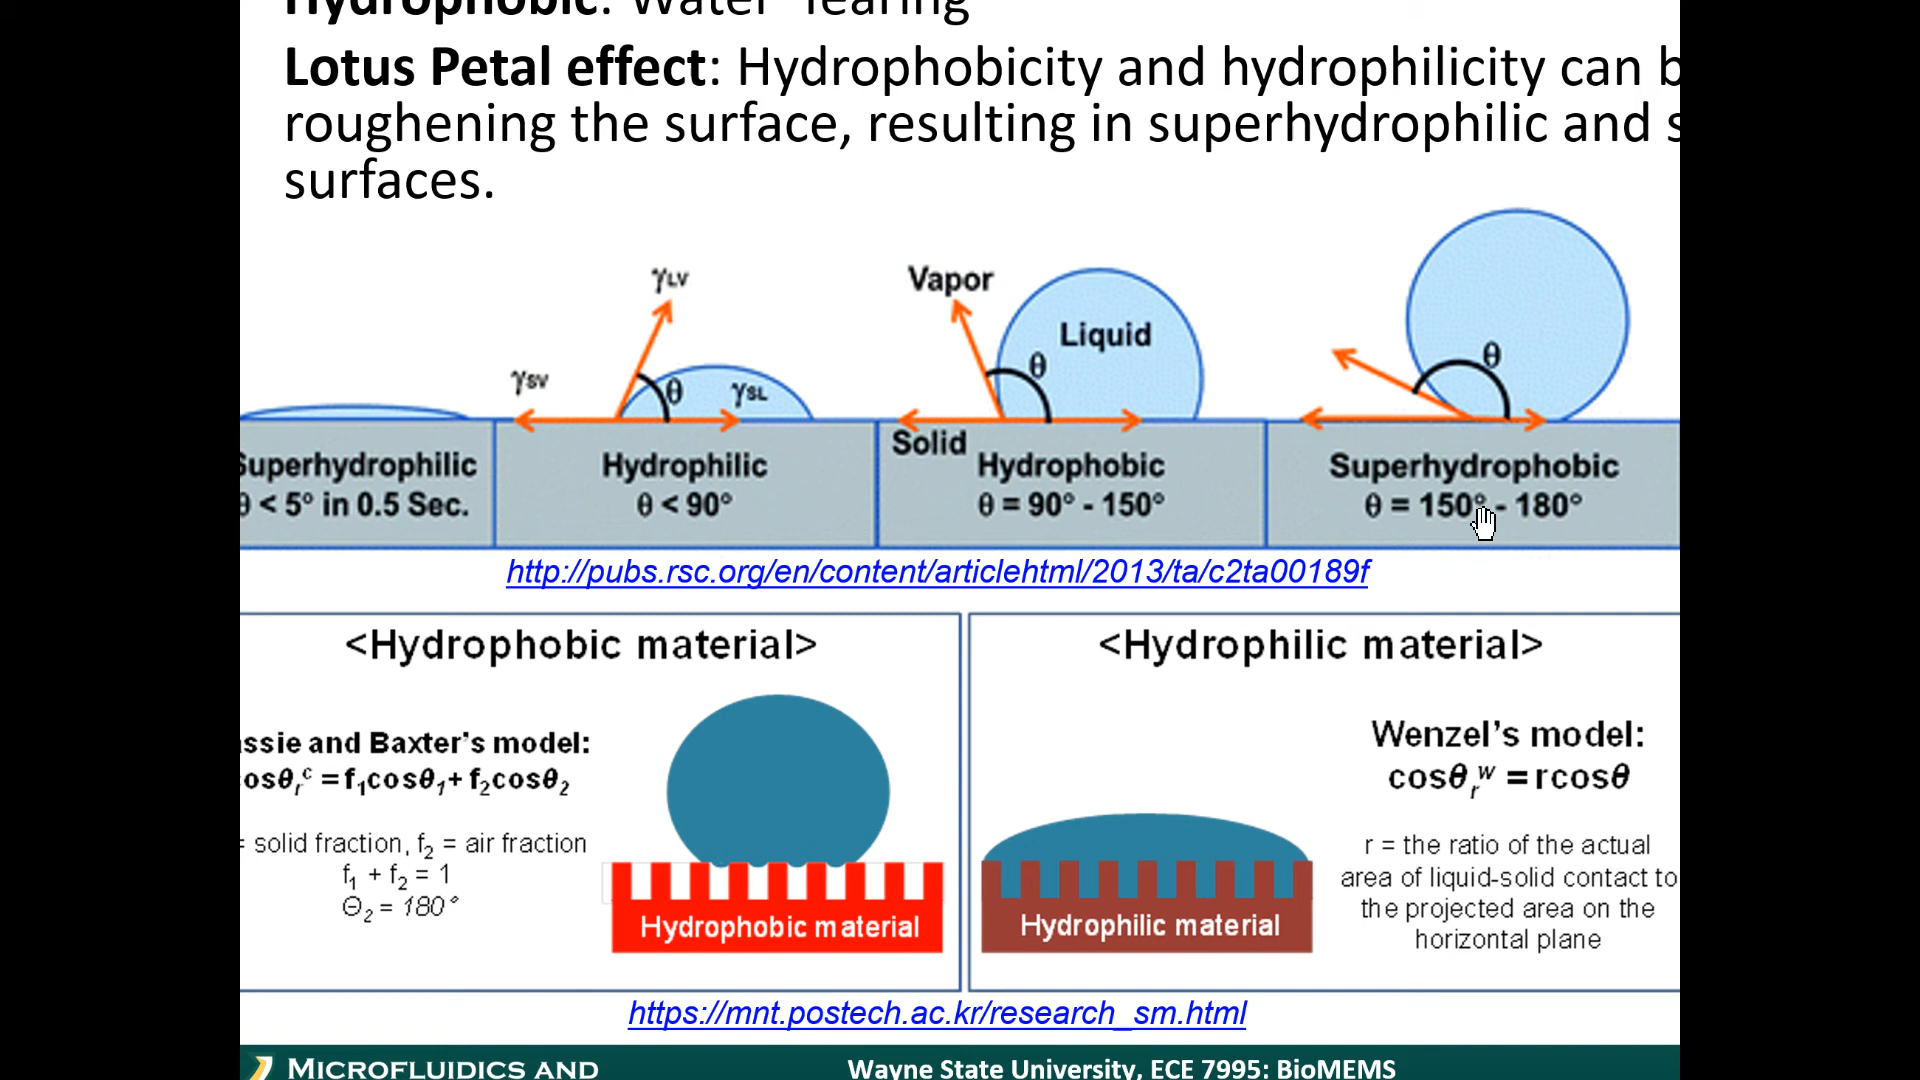 Hydrophobic: Water "fearing"
Lotus Petal effect: Hydrophobicity and hydrophilicity can b
roughening the surface, resulting in superhydrophilic and s
surfaces.
γLV
Vapor
Liquid
θ
θ
γSV
θ
γSL
Solid
Superhydrophilic
θ < 5° in 0.5 Sec.
Hydrophilic
θ < 90°
Hydrophobic
θ = 90° - 150°
Superhydrophobic
θ = 150° - 180°
http://pubs.rsc.org/en/content/articlehtml/2013/ta/c2ta00189f
<Hydrophobic material>
ssie and Baxter's model:
cosθrᶜ = f₁cosθ₁ + f₂cosθ₂
= solid fraction, f₂ = air fraction
f₁ + f₂ = 1
Θ₂ = 180°
Hydrophobic material
<Hydrophilic material>
Wenzel's model:
cosθrʷ = rcosθ
r = the ratio of the actual
area of liquid-solid contact to
the projected area on the
horizontal plane
Hydrophilic material
https://mnt.postech.ac.kr/research_sm.html
MICROFLUIDICS AND
Wayne State University, ECE 7995: BioMEMS